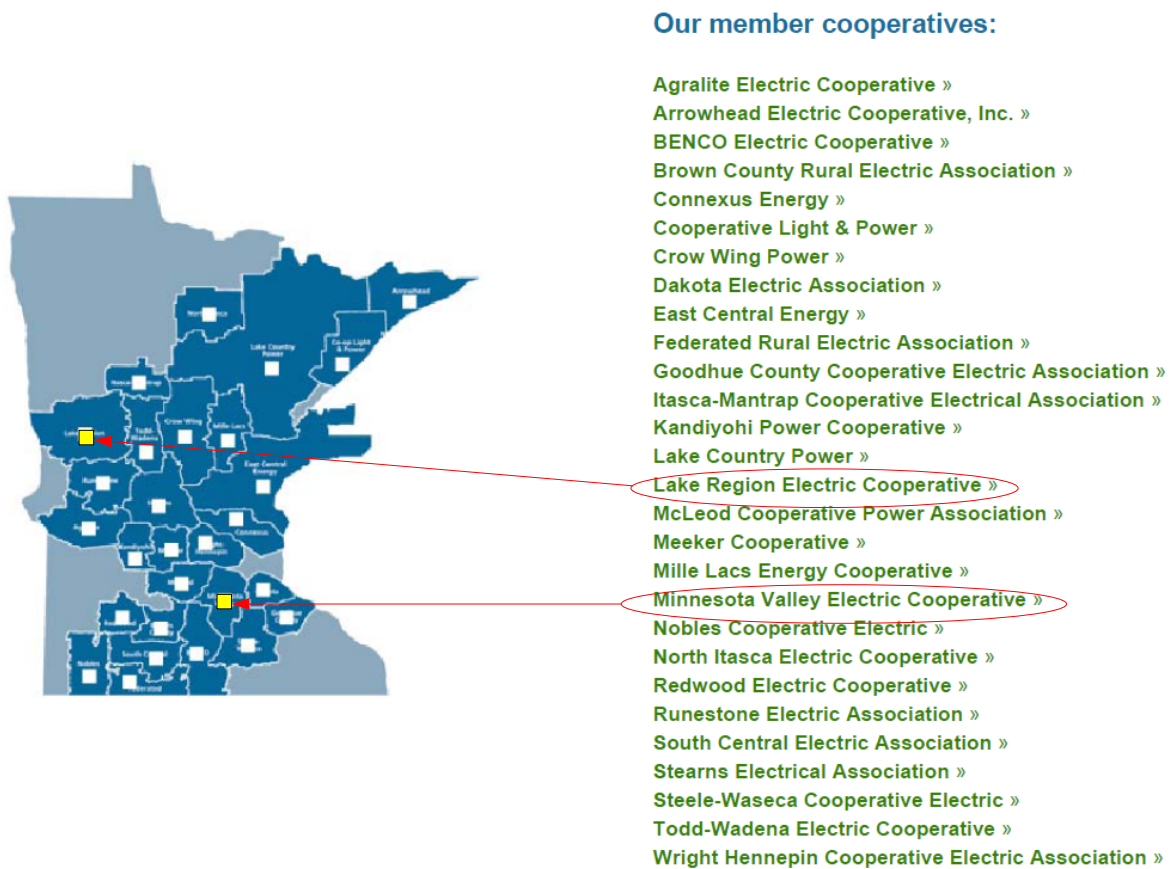 Our member cooperatives:
Agralite Electric Cooperative »
Arrowhead Electric Cooperative, Inc. »
BENCO Electric Cooperative »
Brown County Rural Electric Association »
Connexus Energy »
Cooperative Light & Power »
Crow Wing Power »
Dakota Electric Association »
East Central Energy »
Federated Rural Electric Association »
Goodhue County Cooperative Electric Association »
Itasca-Mantrap Cooperative Electrical Association »
Kandiyohi Power Cooperative »
Lake Country Power »
Lake Region Electric Cooperative »
McLeod Cooperative Power Association »
Meeker Cooperative »
Mille Lacs Energy Cooperative »
Minnesota Valley Electric Cooperative »
Nobles Cooperative Electric »
North Itasca Electric Cooperative »
Redwood Electric Cooperative »
Runestone Electric Association »
South Central Electric Association »
Stearns Electrical Association »
Steele-Waseca Cooperative Electric »
Todd-Wadena Electric Cooperative »
Wright Hennepin Cooperative Electric Association »
Arrowhead
Lake Country
Power
Co-op Light
& Power
Crow Wing
Mille Lacs
Todd-
Wadena
East Central
Energy
Connexus
Nobles
Federated